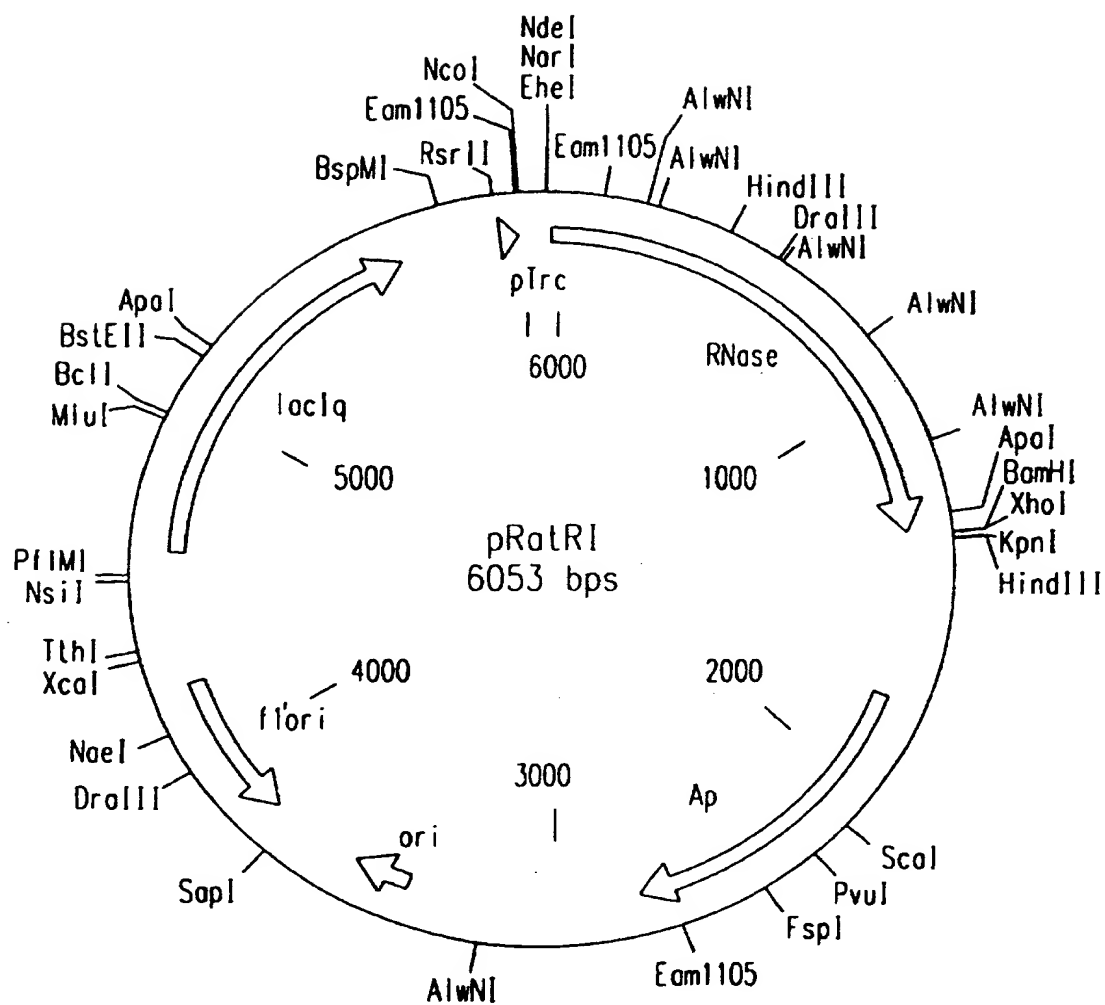 NdeI
NarI
EheI
NcoI
Eam1105
RsrII
BspMI
Eam1105
AlwNI
AlwNI
HindIII
DraIII
AlwNI
AlwNI
AlwNI
ApaI
BamHI
XhoI
KpnI
HindIII
ApaI
BstEII
BclI
MluI
PflMI
NsiI
TthI
XcaI
NaeI
DraIII
SapI
AlwNI
Eam1105
FspI
PvuI
ScaI
pTrc
6000
RNase
lacIq
5000
1000
pRatRI
6053 bps
4000
2000
f1'ori
3000
Ap
ori